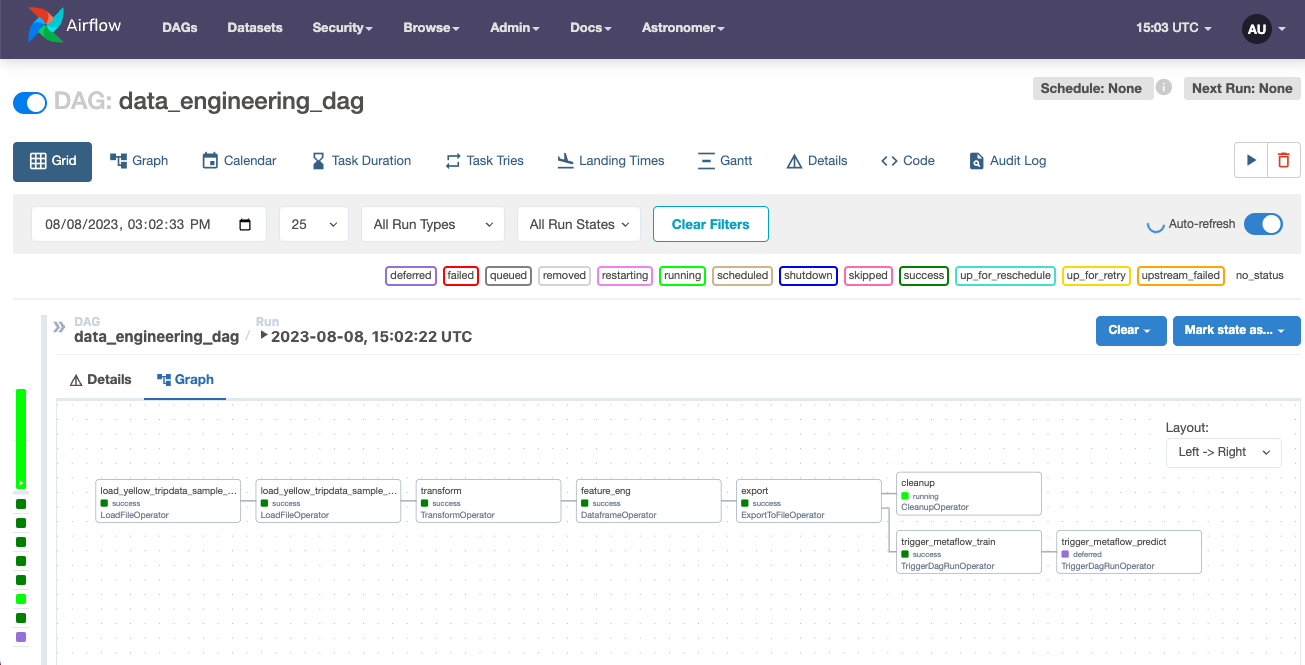 Airflow DAGs Datasets Security Browse Admin Docs Astronomer 15:03 UTC AU
DAG: data_engineering_dag
Schedule: None Next Run: None
Grid Graph Calendar Task Duration Task Tries Landing Times Gantt Details Code Audit Log
08/08/2023, 03:02:33 PM 25 All Run Types All Run States Clear Filters Auto-refresh
deferred failed queued removed restarting running scheduled shutdown skipped success up_for_reschedule up_for_retry upstream_failed no_status
DAG Run
data_engineering_dag / 2023-08-08, 15:02:22 UTC
Clear Mark state as...
Details Graph
Layout:
Left -> Right
load_yellow_tripdata_sample_...
success
LoadFileOperator
load_yellow_tripdata_sample_...
success
LoadFileOperator
transform
success
TransformOperator
feature_eng
success
DataframeOperator
export
success
ExportToFileOperator
cleanup
running
CleanupOperator
trigger_metaflow_train
success
TriggerDagRunOperator
trigger_metaflow_predict
deferred
TriggerDagRunOperator